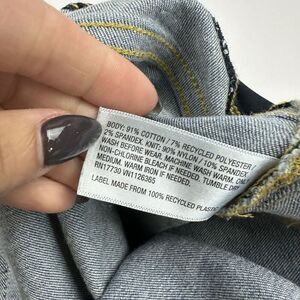 BODY: 91% COTTON / 7% RECYCLED POLYESTER /
2% SPANDEX. KNIT: 90% NYLON / 10% SPANDEX.
WASH BEFORE WEAR. MACHINE WASH WARM. ONLY
NON-CHLORINE BLEACH IF NEEDED. TUMBLE DRY
MEDIUM. WARM IRON IF NEEDED.
RN17730 VN1126365
LABEL MADE FROM 100% RECYCLED PLASTIC